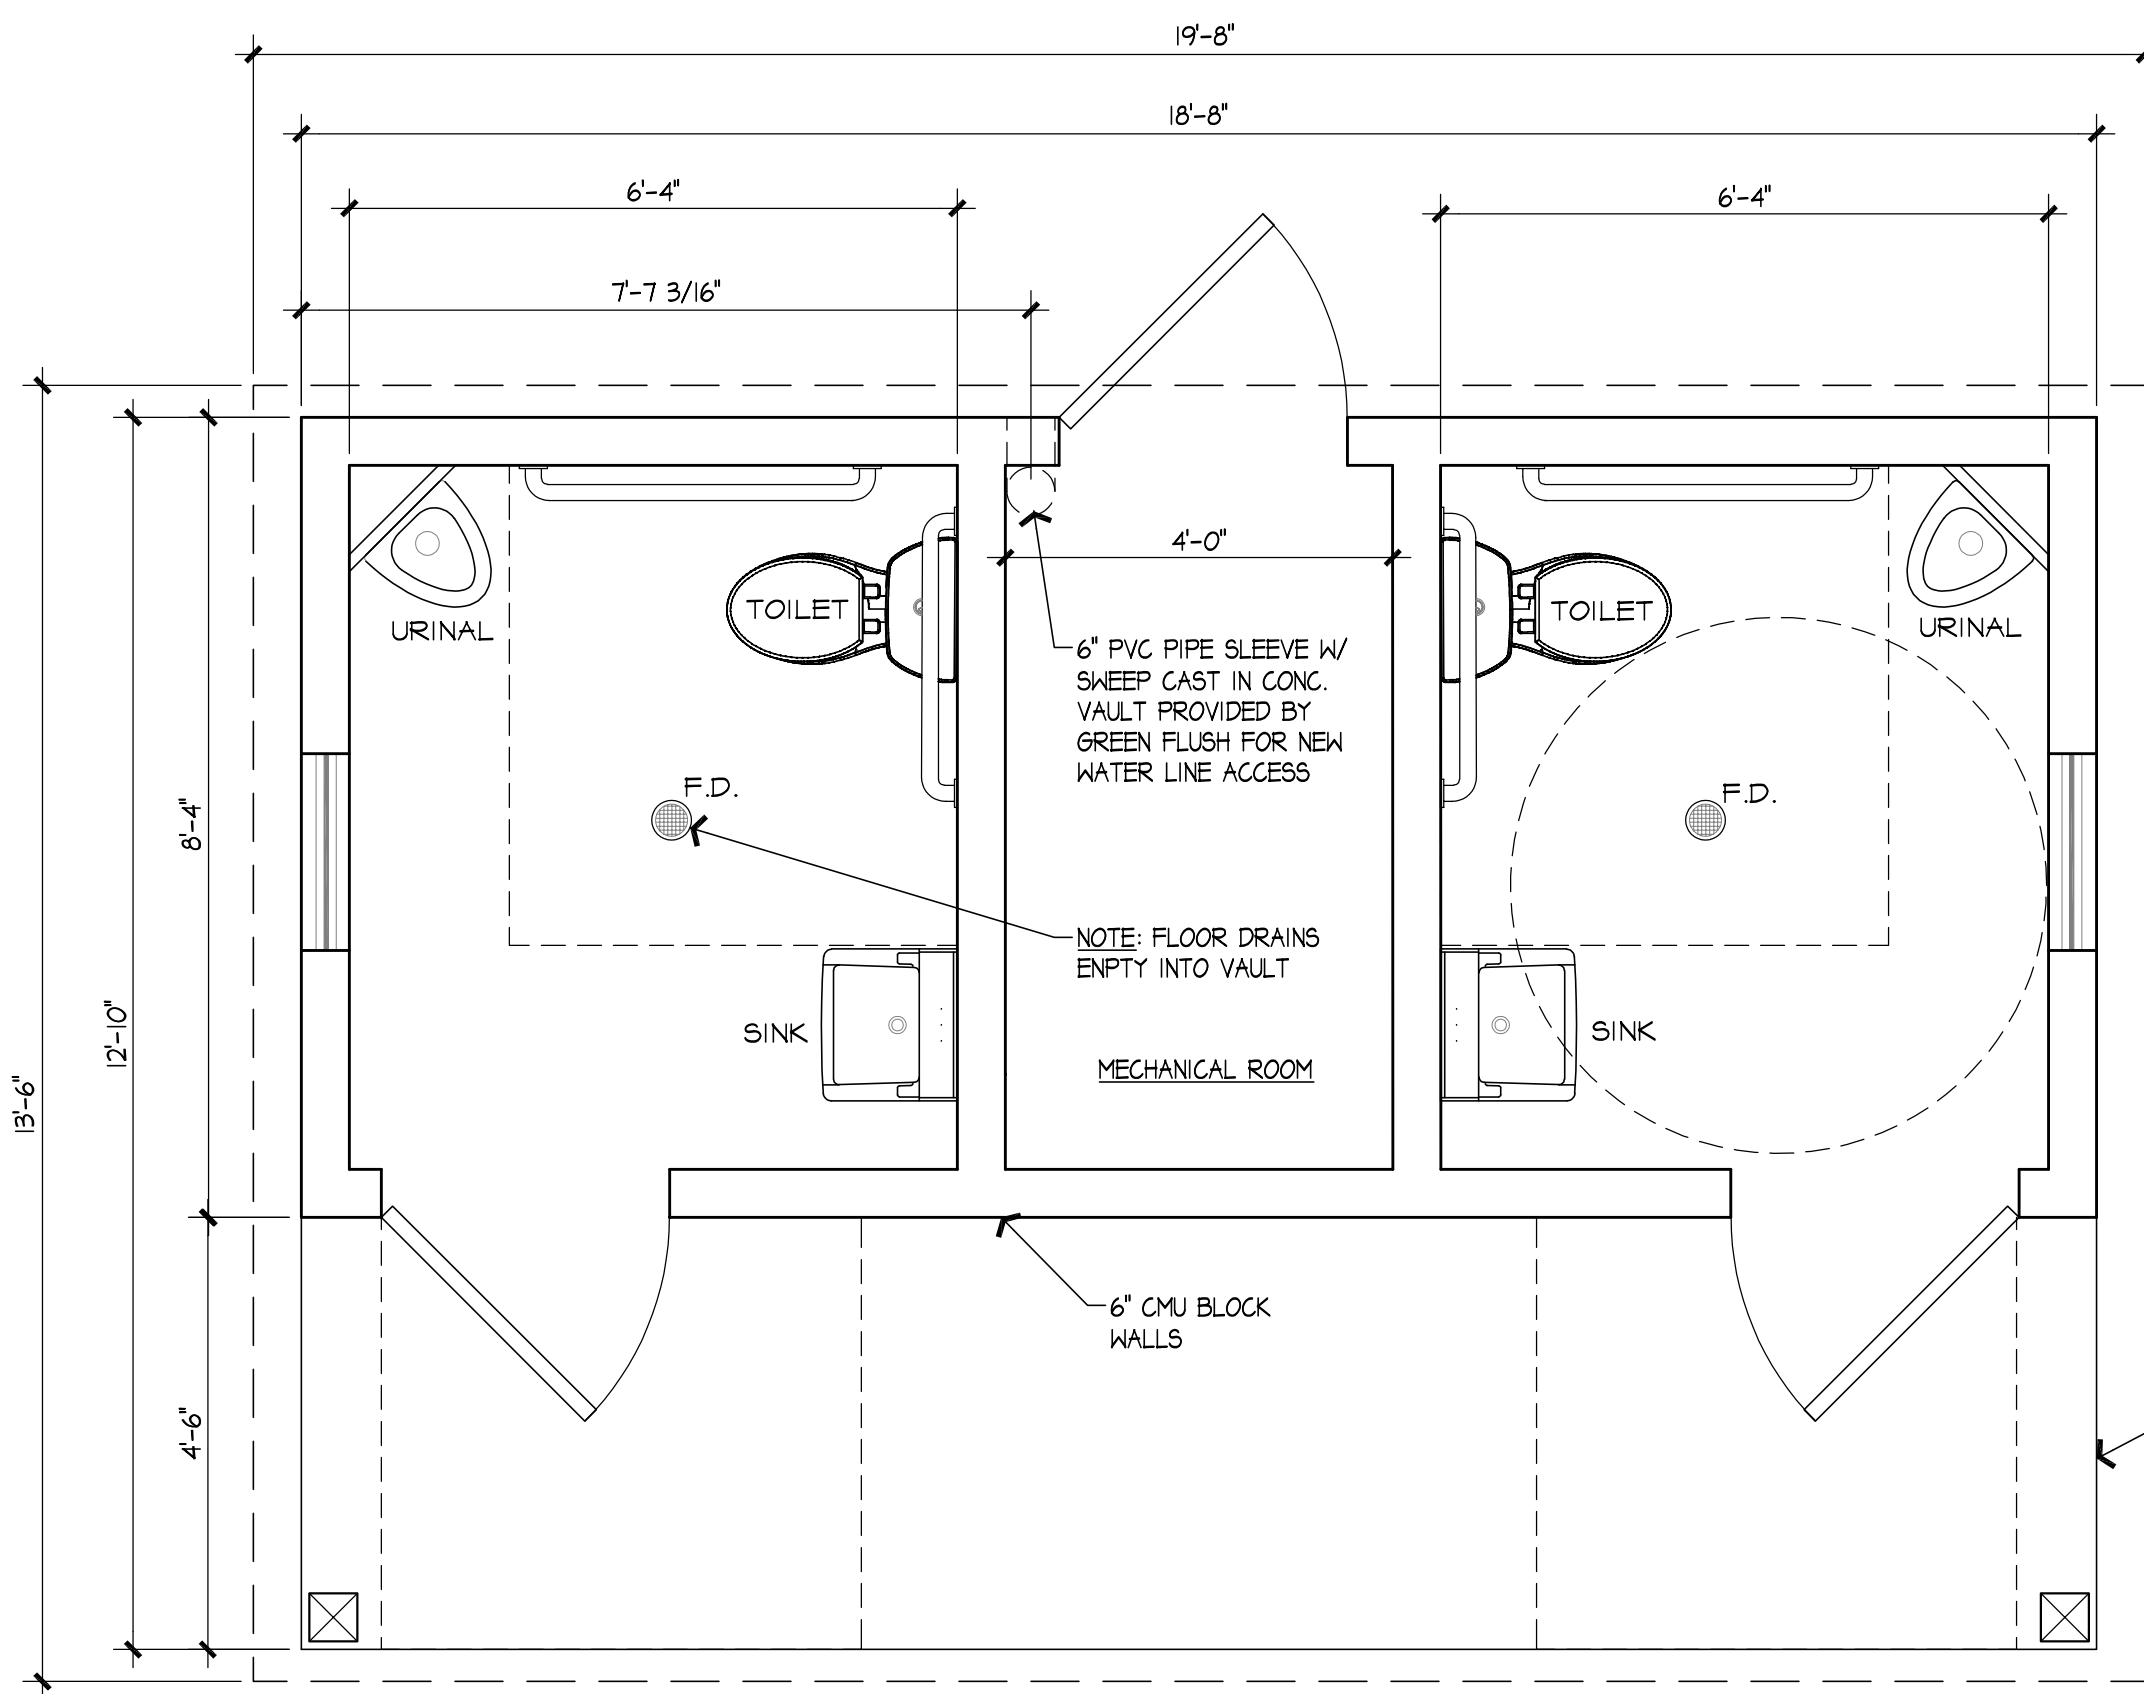 19'-8"
18'-8"
6'-4"
6'-4"
7'-7 3/16"
4'-0"
TOILET
TOILET
URINAL
URINAL
6" PVC PIPE SLEEVE W/
SWEEP CAST IN CONC.
VAULT PROVIDED BY
GREEN FLUSH FOR NEW
WATER LINE ACCESS
F.D.
F.D.
8'-4"
NOTE: FLOOR DRAINS
ENPTY INTO VAULT
SINK
SINK
12'-10"
MECHANICAL ROOM
13'-6"
6" CMU BLOCK
WALLS
4'-6"